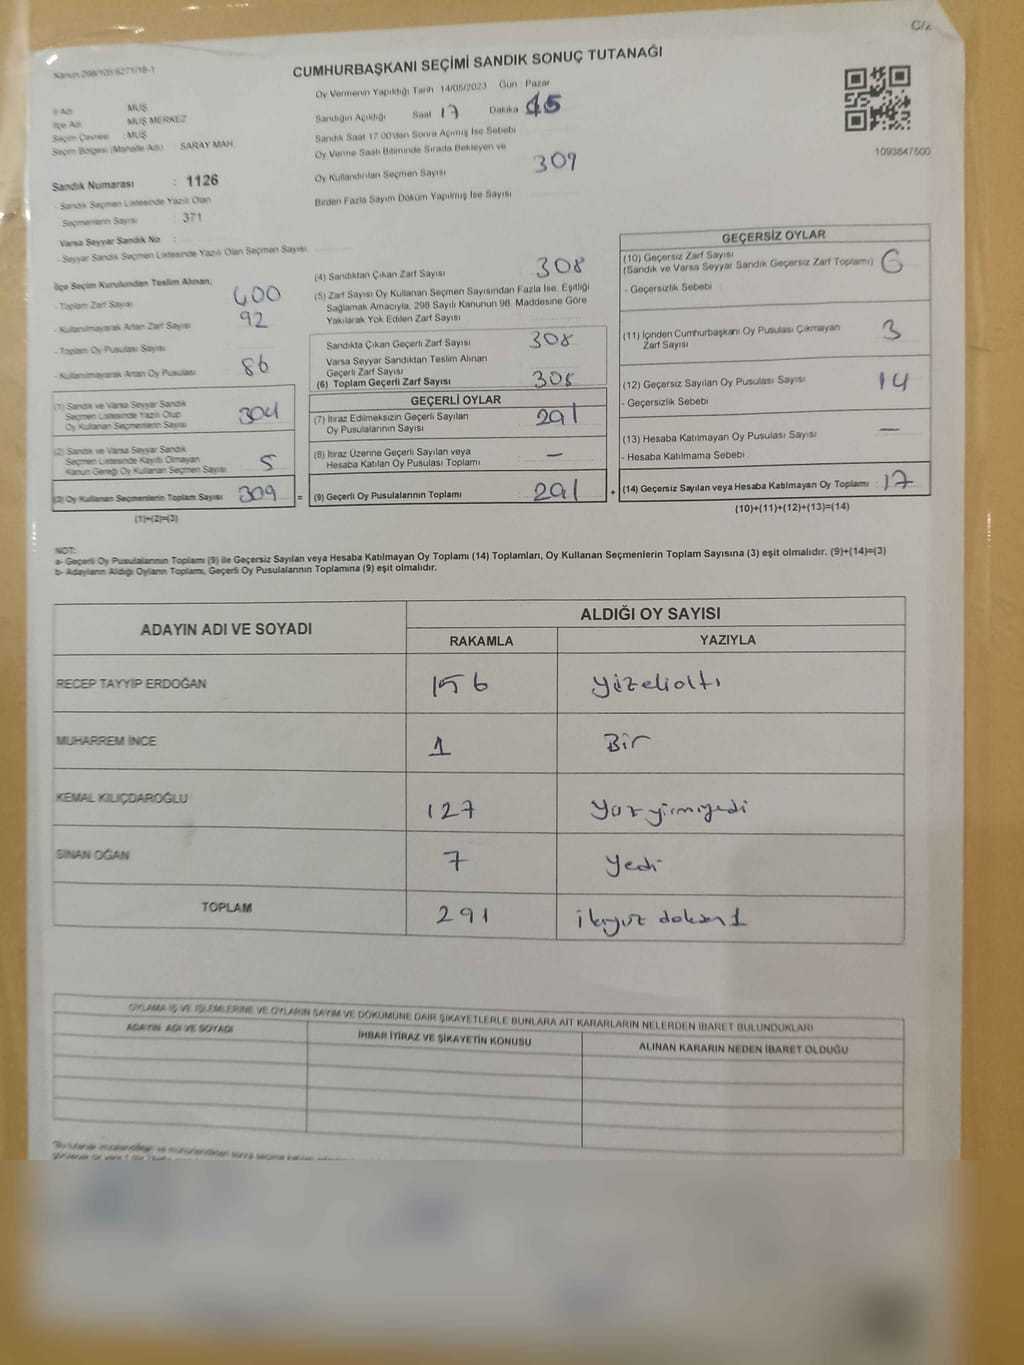 C/2
Kanun:298/103;6271/18-1
CUMHURBAŞKANI SEÇİMİ SANDIK SONUÇ TUTANAĞI
Oy Vermenin Yapıldığı Tarih :14/05/2023 Gün : Pazar
İl Adı : MUŞ
İlçe Adı : MUŞ MERKEZ
Seçim Çevresi : MUŞ
Seçim Bölgesi (Mahalle Adı) : SARAY MAH.
Sandığın Açıldığı Saat 17 Dakika 45
Sandık Saat 17.00'den Sonra Açımış İse Sebebi
Oy Verme Saati Bitiminde Sırada Bekleyen ve
Oy Kullandırılan Seçmen Sayısı 309
Birden Fazla Sayım Döküm Yapılmış İse Sayısı
1093847500
Sandık Numarası : 1126
- Sandık Seçmen Listesinde Yazılı Olan
Seçmenlerin Sayısı : 371
Varsa Seyyar Sandık No :
- Seyyar Sandık Seçmen Listesinde Yazılı Olan Seçmen Sayısı
İlçe Seçim Kurulundan Teslim Alınan;
- Toplam Zarf Sayısı 400
- Kullanılmayarak Artan Zarf Sayısı 92
- Toplam Oy Pusulası Sayısı
- Kullanılmayarak Artan Oy Pusulası 86
(1) Sandık ve Varsa Seyyar Sandık
Seçmen Listesinde Yazılı Olup
Oy Kullanan Seçmenlerin Sayısı 304
(2) Sandık ve Varsa Seyyar Sandık
Seçmen Listesinde Kayıtlı Olmayan
Kanun Gereği Oy Kullanan Seçmen Sayısı 5
(3) Oy Kullanan Seçmenlerin Toplam Sayısı 309
(1)+(2)=(3)
(4) Sandıktan Çıkan Zarf Sayısı 308
(5) Zarf Sayısı Oy Kullanan Seçmen Sayısından Fazla İse, Eşitliği
Sağlamak Amacıyla, 298 Sayılı Kanunun 98. Maddesine Göre
Yakılarak Yok Edilen Zarf Sayısı
Sandıkta Çıkan Geçerli Zarf Sayısı 308
Varsa Seyyar Sandıktan Teslim Alınan
Geçerli Zarf Sayısı
(6) Toplam Geçerli Zarf Sayısı 308
GEÇERLİ OYLAR
(7) İtiraz Edilmeksizin Geçerli Sayılan
Oy Pusulalarının Sayısı 291
(8) İtiraz Üzerine Geçerli Sayılan veya
Hesaba Katılan Oy Pusulası Toplamı —
= (9) Geçerli Oy Pusulalarının Toplamı 291 +
GEÇERSİZ OYLAR
(10) Geçersiz Zarf Sayısı
(Sandık ve Varsa Seyyar Sandık Geçersiz Zarf Toplamı)
- Geçersizlik Sebebi
(11) İçinden Cumhurbaşkanı Oy Pusulası Çıkmayan
Zarf Sayısı 3
(12) Geçersiz Sayılan Oy Pusulası Sayısı 14
- Geçersizlik Sebebi
(13) Hesaba Katılmayan Oy Pusulası Sayısı —
- Hesaba Katılmama Sebebi
(14) Geçersiz Sayılan veya Hesaba Katılmayan Oy Toplamı : 17
(10)+(11)+(12)+(13)=(14)
NOT:
a- Geçerli Oy Pusulalarının Toplamı (9) ile Geçersiz Sayılan veya Hesaba Katılmayan Oy Toplamı (14) Toplamları, Oy Kullanan Seçmenlerin Toplam Sayısına (3) eşit olmalıdır. (9)+(14)=(3)
b- Adayların Aldığı Oyların Toplamı, Geçerli Oy Pusulalarının Toplamına (9) eşit olmalıdır.
ADAYIN ADI VE SOYADI ALDIĞI OY SAYISI
RAKAMLA YAZIYLA
RECEP TAYYİP ERDOĞAN 156 yüzelialtı
MUHARREM İNCE 1 Bir
KEMAL KILIÇDAROĞLU 127 yüz yirmiyedi
SİNAN OĞAN 7 yedi
TOPLAM 291 ikiyüz doksan1
OYLAMA İŞ VE İŞLEMLERİNE VE OYLARIN SAYIM VE DÖKÜMÜNE DAİR ŞİKAYETLERLE BUNLARA AİT KARARLARIN NELERDEN İBARET BULUNDUKLARI
ADAYIN ADI VE SOYADI İHBAR İTİRAZ VE ŞİKAYETİN KONUSU ALINAN KARARIN NEDEN İBARET OLDUĞU